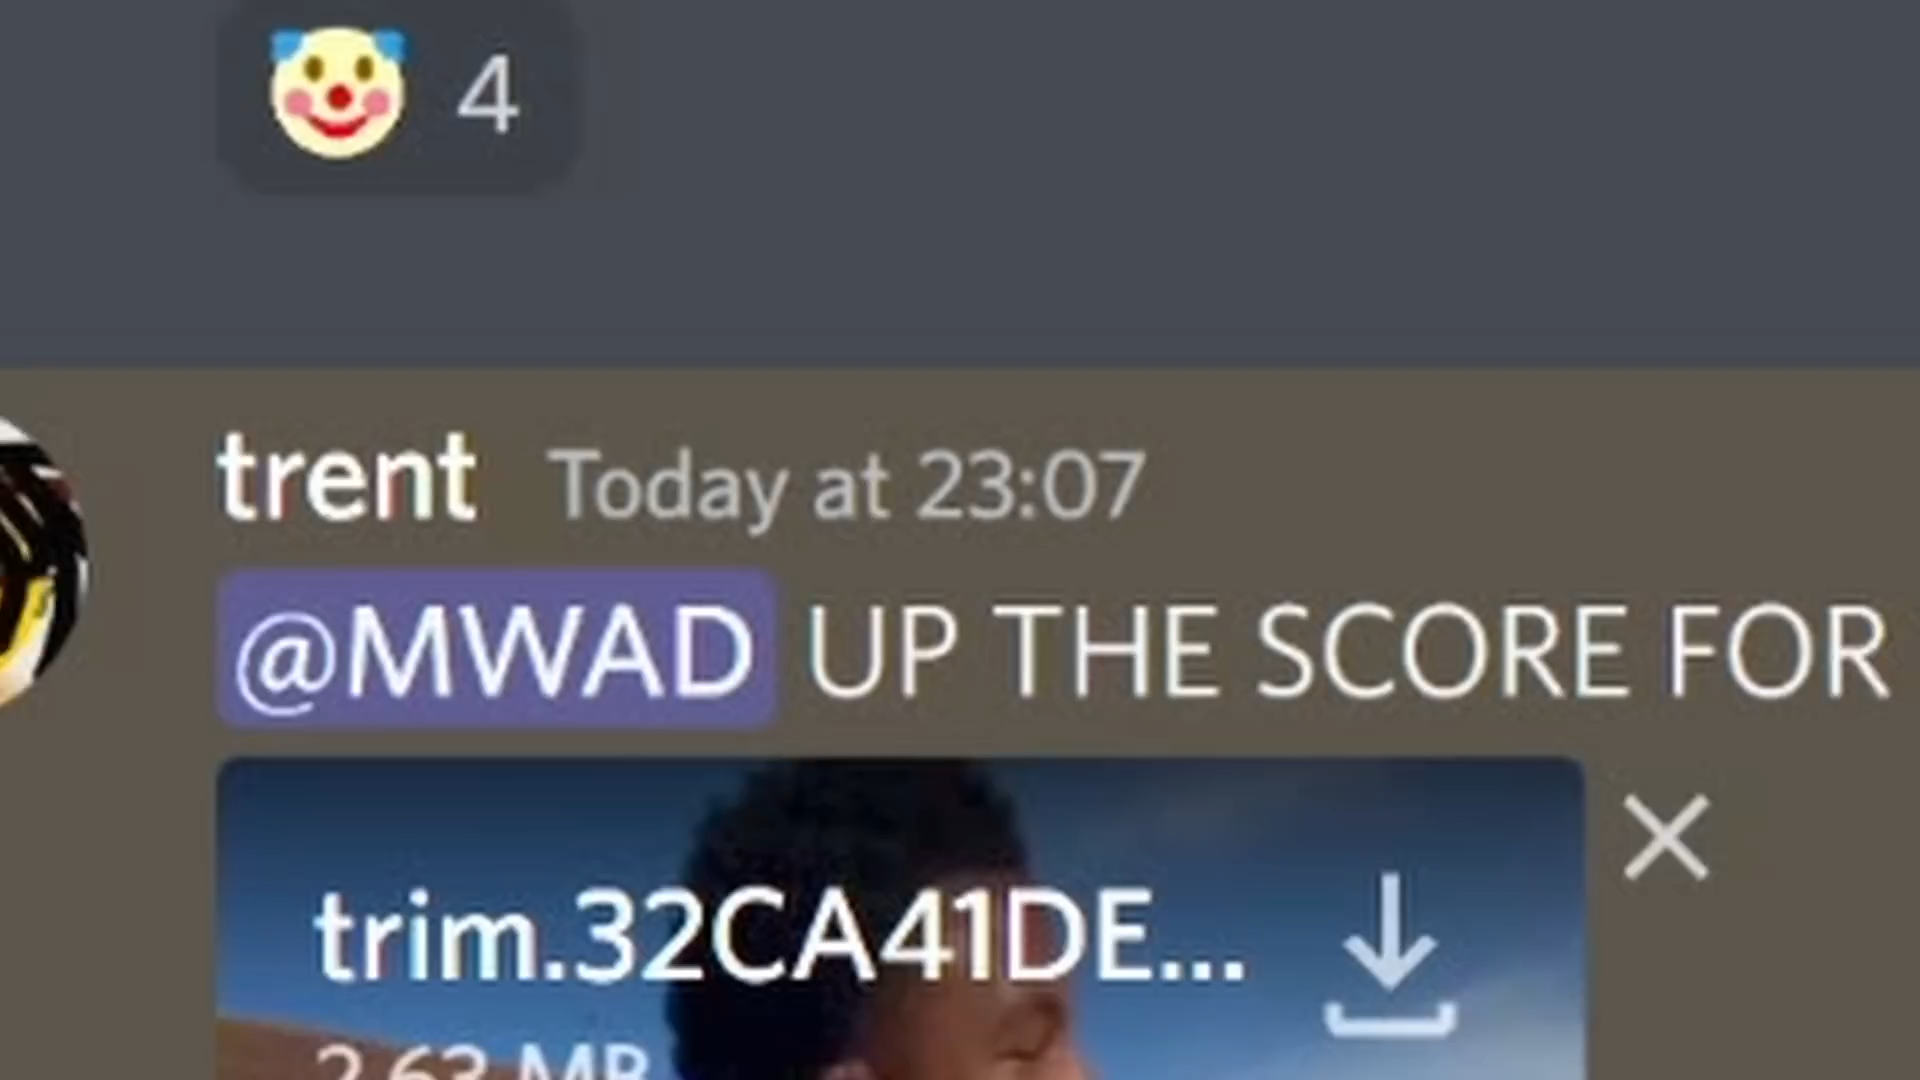 4
trent Today at 23:07
@MWAD UP THE SCORE FOR
trim.32CA41DE...
2.63 MB